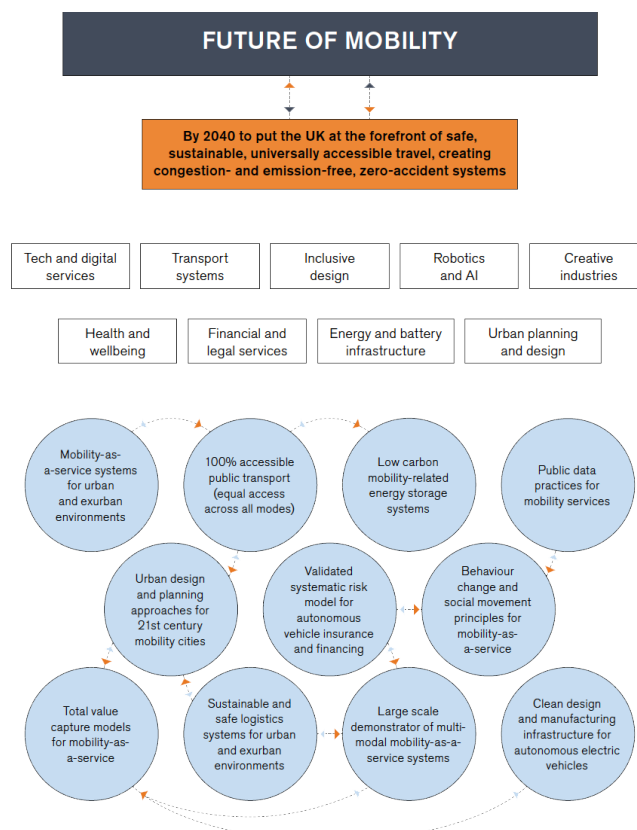 FUTURE OF MOBILITY
By 2040 to put the UK at the forefront of safe,
sustainable, universally accessible travel, creating
congestion- and emission-free, zero-accident systems
Tech and digital
services
Transport
systems
Inclusive
design
Robotics
and AI
Creative
industries
Health and
wellbeing
Financial and
legal services
Energy and battery
infrastructure
Urban planning
and design
Mobility-as-
a-service systems
for urban
and exurban
environments
100% accessible
public transport
(equal access
across all modes)
Low carbon
mobility-related
energy storage
systems
Public data
practices for
mobility services
Urban design
and planning
approaches for
21st century
mobility cities
Validated
systematic risk
model for
autonomous
vehicle insurance
and financing
Behaviour
change and
social movement
principles for
mobility-as-
a-service
Total value
capture models
for mobility-as-
a-service
Sustainable and
safe logistics
systems for urban
and exurban
environments
Large scale
demonstrator of multi-
modal mobility-as-a-
service systems
Clean design
and manufacturing
infrastructure for
autonomous electric
vehicles